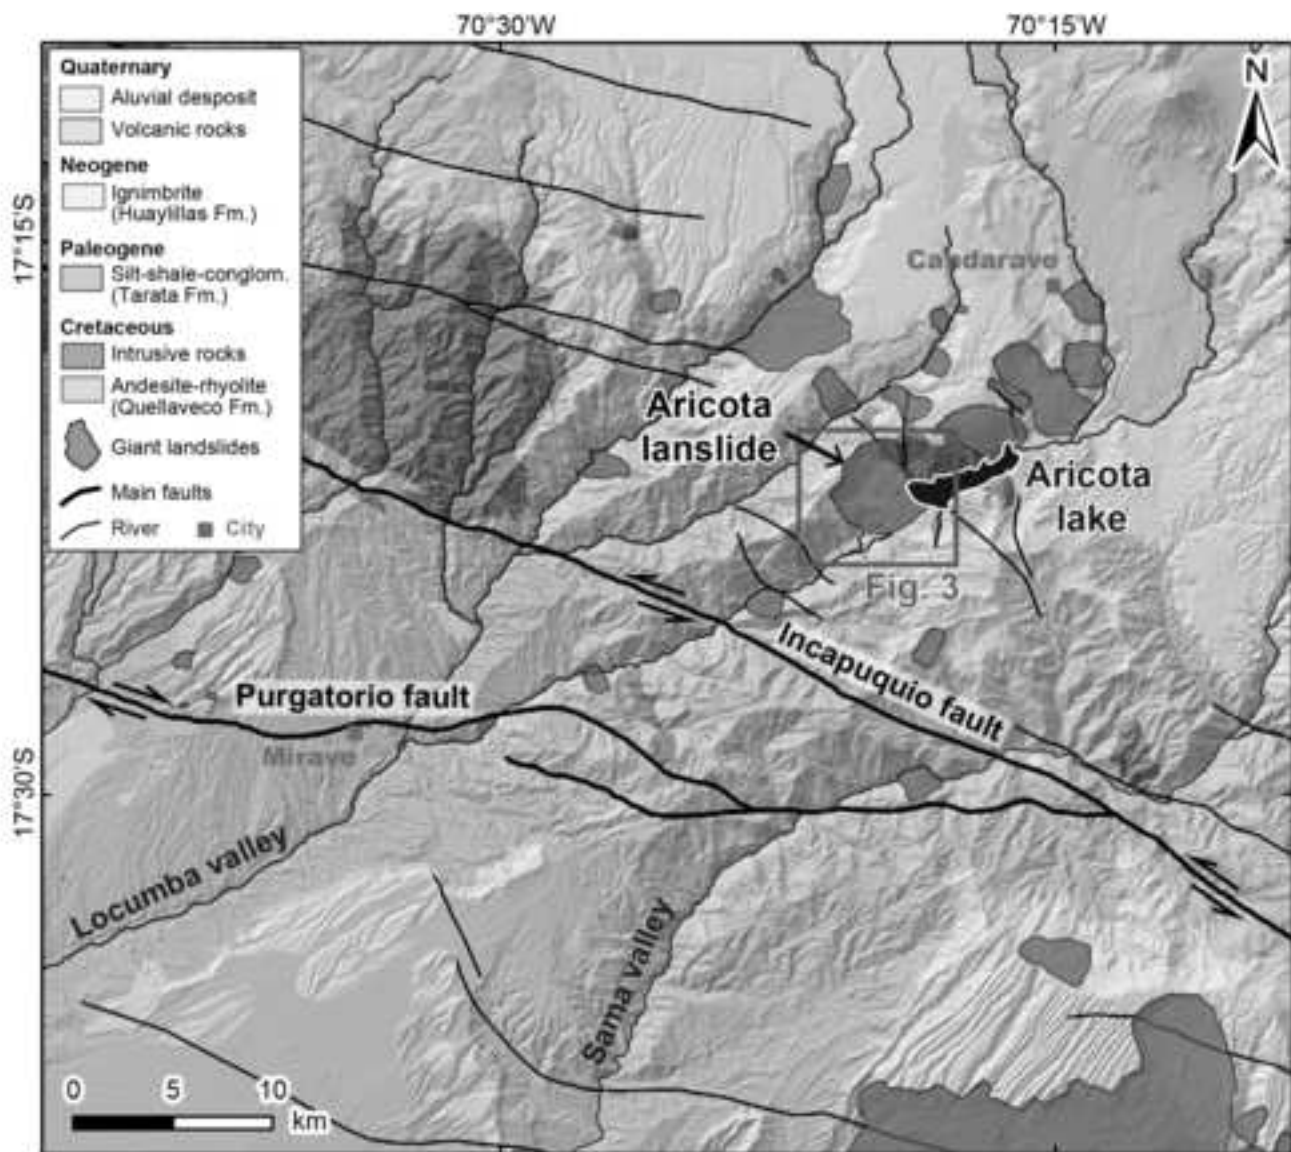 70°30'W
70°15'W
17°15'S
17°30'S
N
Quaternary
Aluvial desposit
Volcanic rocks
Neogene
Ignimbrite
(Huaylillas Fm.)
Paleogene
Silt-shale-conglom.
(Tarata Fm.)
Cretaceous
Intrusive rocks
Andesite-rhyolite
(Quellaveco Fm.)
Giant landslides
Main faults
River
City
Candarave
Aricota
lanslide
Aricota
lake
Fig. 3
Incapuquio fault
Purgatorio fault
Mirave
Locumba valley
Sama valley
0 5 10
km